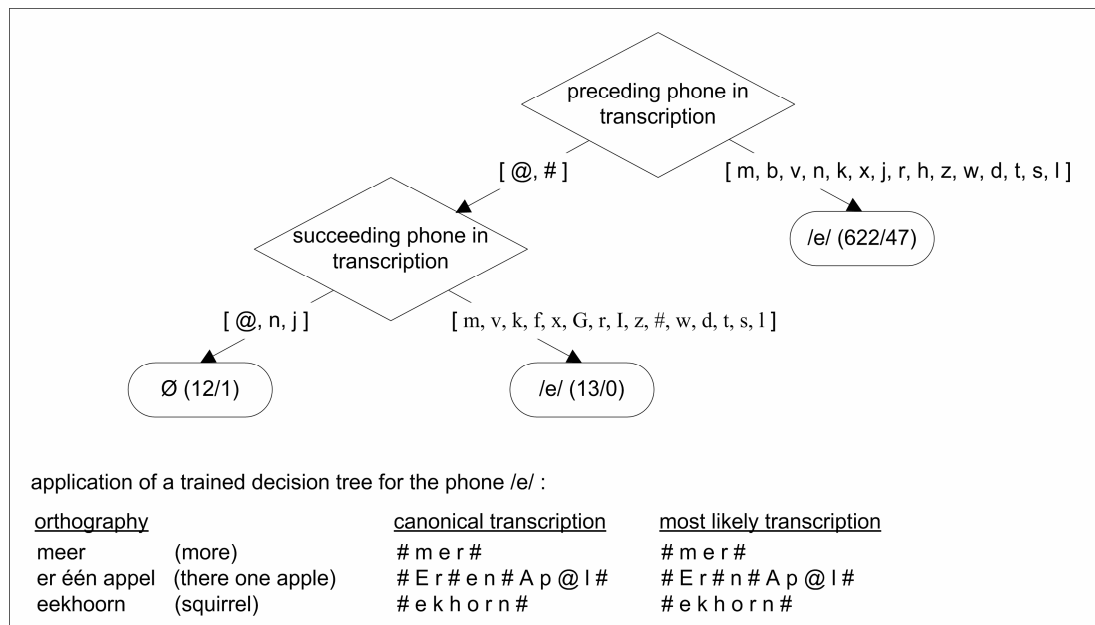 preceding phone in
transcription
[ @, # ]
[ m, b, v, n, k, x, j, r, h, z, w, d, t, s, l ]
/e/ (622/47)
succeeding phone in
transcription
[ @, n, j ]
[ m, v, k, f, x, G, r, I, z, #, w, d, t, s, l ]
Ø (12/1)
/e/ (13/0)
application of a trained decision tree for the phone /e/ :
orthography canonical transcription most likely transcription
meer (more) # m e r # # m e r #
er één appel (there one apple) # E r # e n # A p @ l # # E r # n # A p @ l #
eekhoorn (squirrel) # e k h o r n # # e k h o r n #